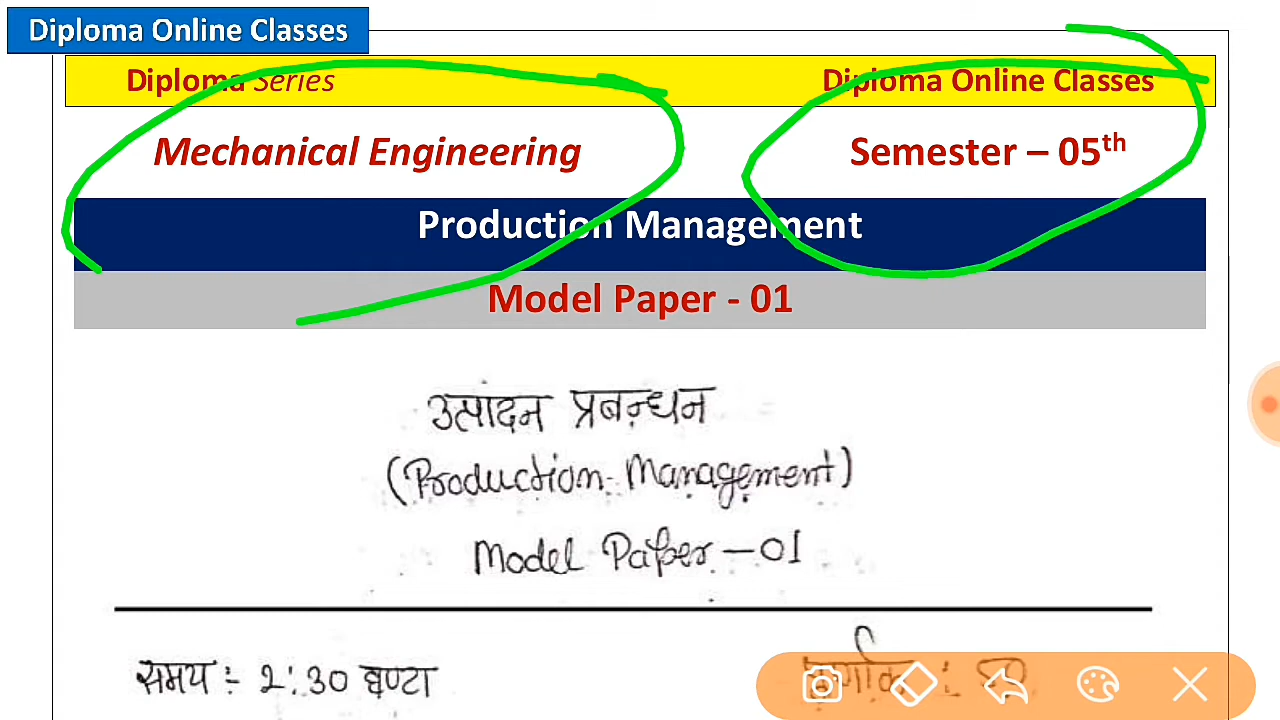 Diploma Online Classes
Diploma Series Diploma Online Classes
Mechanical Engineering Semester – 05th
Production Management
Model Paper - 01
उत्पादन प्रबन्धन
(Production Management)
Model Paper – 01
समय :- 2:30 घण्टा